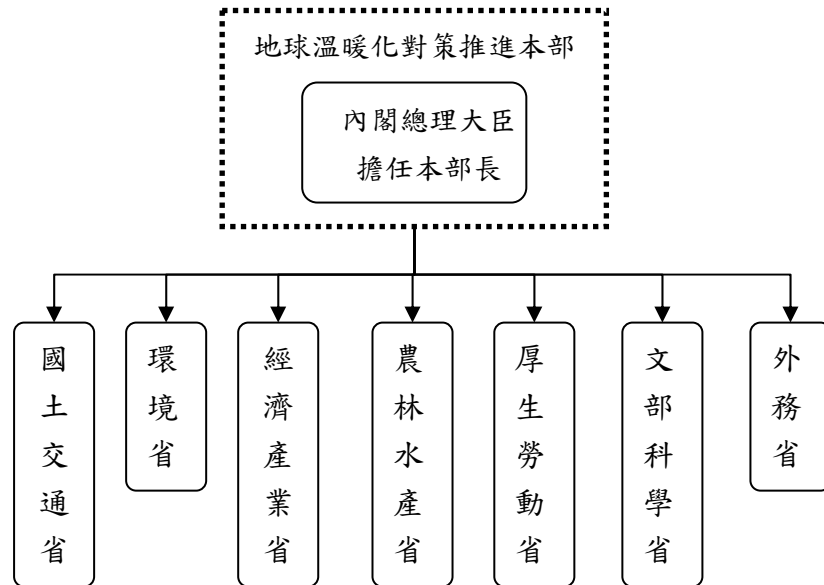 地球溫暖化對策推進本部
內閣總理大臣
擔任本部長
國土交通省
環境省
經濟產業省
農林水產省
厚生勞動省
文部科學省
外務省